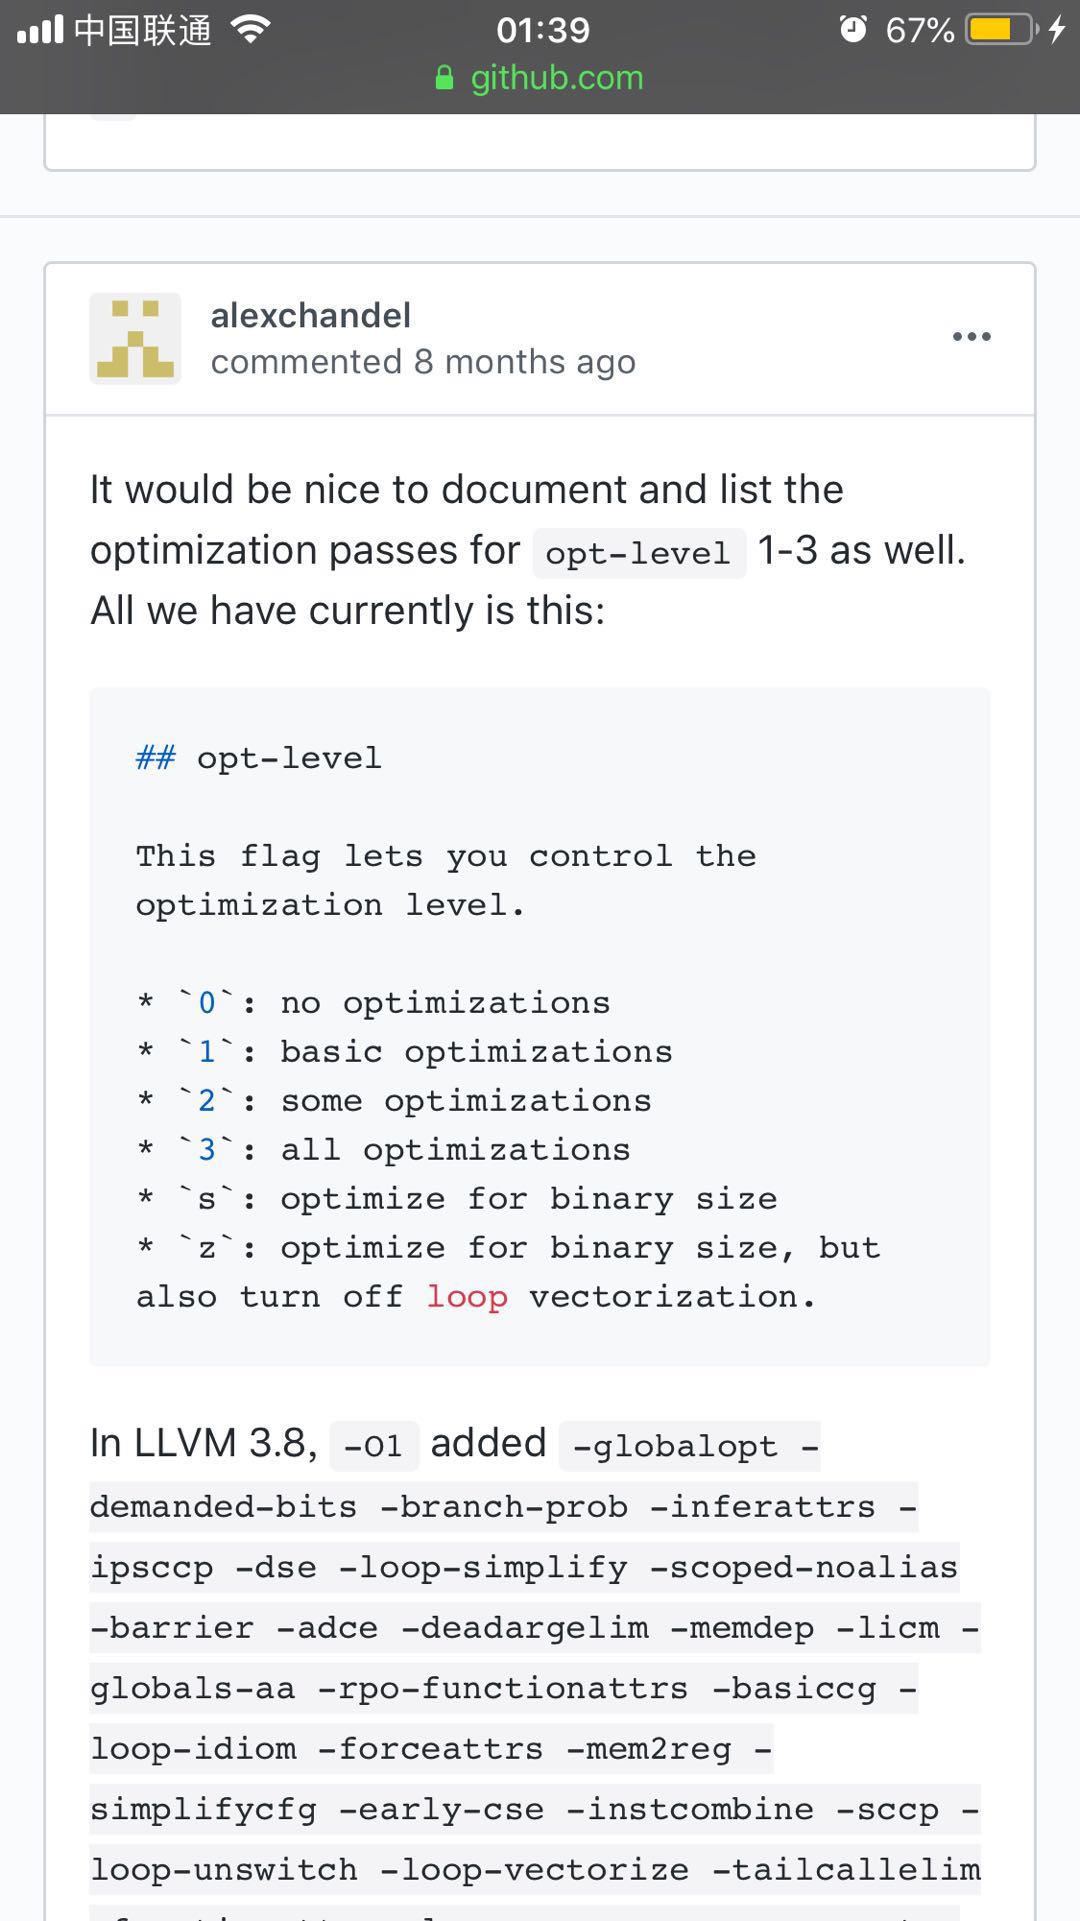 中国联通 01:39 67%
github.com
alexchandel
commented 8 months ago
It would be nice to document and list the
optimization passes for opt-level 1-3 as well.
All we have currently is this:
## opt-level
This flag lets you control the
optimization level.
* `0`: no optimizations
* `1`: basic optimizations
* `2`: some optimizations
* `3`: all optimizations
* `s`: optimize for binary size
* `z`: optimize for binary size, but
also turn off loop vectorization.
In LLVM 3.8, -O1 added -globalopt -
demanded-bits -branch-prob -inferattrs -
ipsccp -dse -loop-simplify -scoped-noalias
-barrier -adce -deadargelim -memdep -licm -
globals-aa -rpo-functionattrs -basiccg -
loop-idiom -forceattrs -mem2reg -
simplifycfg -early-cse -instcombine -sccp -
loop-unswitch -loop-vectorize -tailcallelim